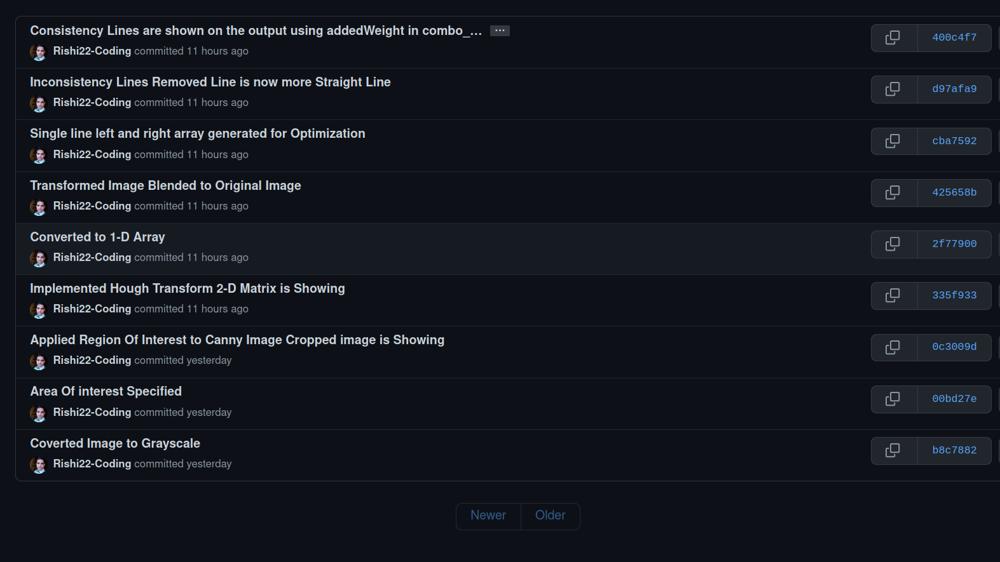 Consistency Lines are shown on the output using addedWeight in combo_... ...
Rishi22-Coding committed 11 hours ago
400c4f7
Inconsistency Lines Removed Line is now more Straight Line
Rishi22-Coding committed 11 hours ago
d97afa9
Single line left and right array generated for Optimization
Rishi22-Coding committed 11 hours ago
cba7592
Transformed Image Blended to Original Image
Rishi22-Coding committed 11 hours ago
425658b
Converted to 1-D Array
Rishi22-Coding committed 11 hours ago
2f77900
Implemented Hough Transform 2-D Matrix is Showing
Rishi22-Coding committed 11 hours ago
335f933
Applied Region Of Interest to Canny Image Cropped image is Showing
Rishi22-Coding committed yesterday
0c3009d
Area Of interest Specified
Rishi22-Coding committed yesterday
00bd27e
Coverted Image to Grayscale
Rishi22-Coding committed yesterday
b8c7882
Newer Older